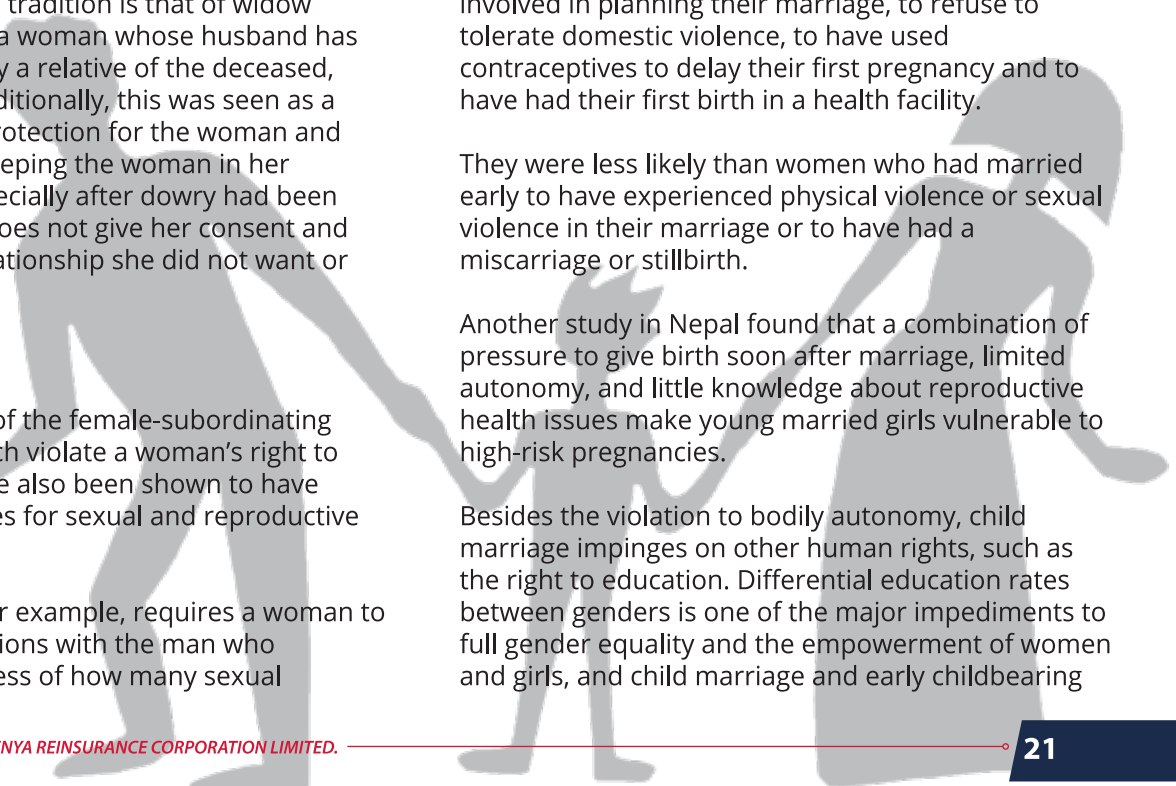 tradition is that of widow
a woman whose husband has
y a relative of the deceased,
ditionally, this was seen as a
rotection for the woman and
eping the woman in her
ecially after dowry had been
oes not give her consent and
ationship she did not want or
of the female-subordinating
ch violate a woman's right to
e also been shown to have
es for sexual and reproductive
r example, requires a woman to
ions with the man who
ess of how many sexual
involved in planning their marriage, to refuse to
tolerate domestic violence, to have used
contraceptives to delay their first pregnancy and to
have had their first birth in a health facility.
They were less likely than women who had married
early to have experienced physical violence or sexual
violence in their marriage or to have had a
miscarriage or stillbirth.
Another study in Nepal found that a combination of
pressure to give birth soon after marriage, limited
autonomy, and little knowledge about reproductive
health issues make young married girls vulnerable to
high-risk pregnancies.
Besides the violation to bodily autonomy, child
marriage impinges on other human rights, such as
the right to education. Differential education rates
between genders is one of the major impediments to
full gender equality and the empowerment of women
and girls, and child marriage and early childbearing
NYA REINSURANCE CORPORATION LIMITED.
21